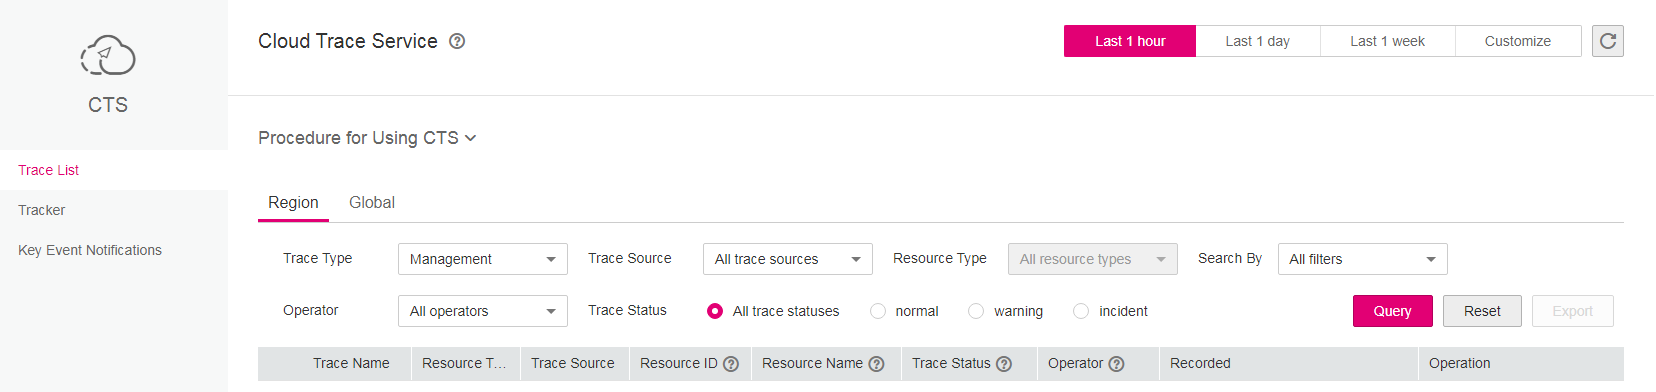 Cloud Trace Service ?
Last 1 hour Last 1 day Last 1 week Customize
CTS
Procedure for Using CTS
Trace List
Tracker
Key Event Notifications
Region Global
Trace Type Management Trace Source All trace sources Resource Type All resource types Search By All filters
Operator All operators Trace Status All trace statuses normal warning incident Query Reset Export
Trace Name Resource T... Trace Source Resource ID ? Resource Name ? Trace Status ? Operator ? Recorded Operation